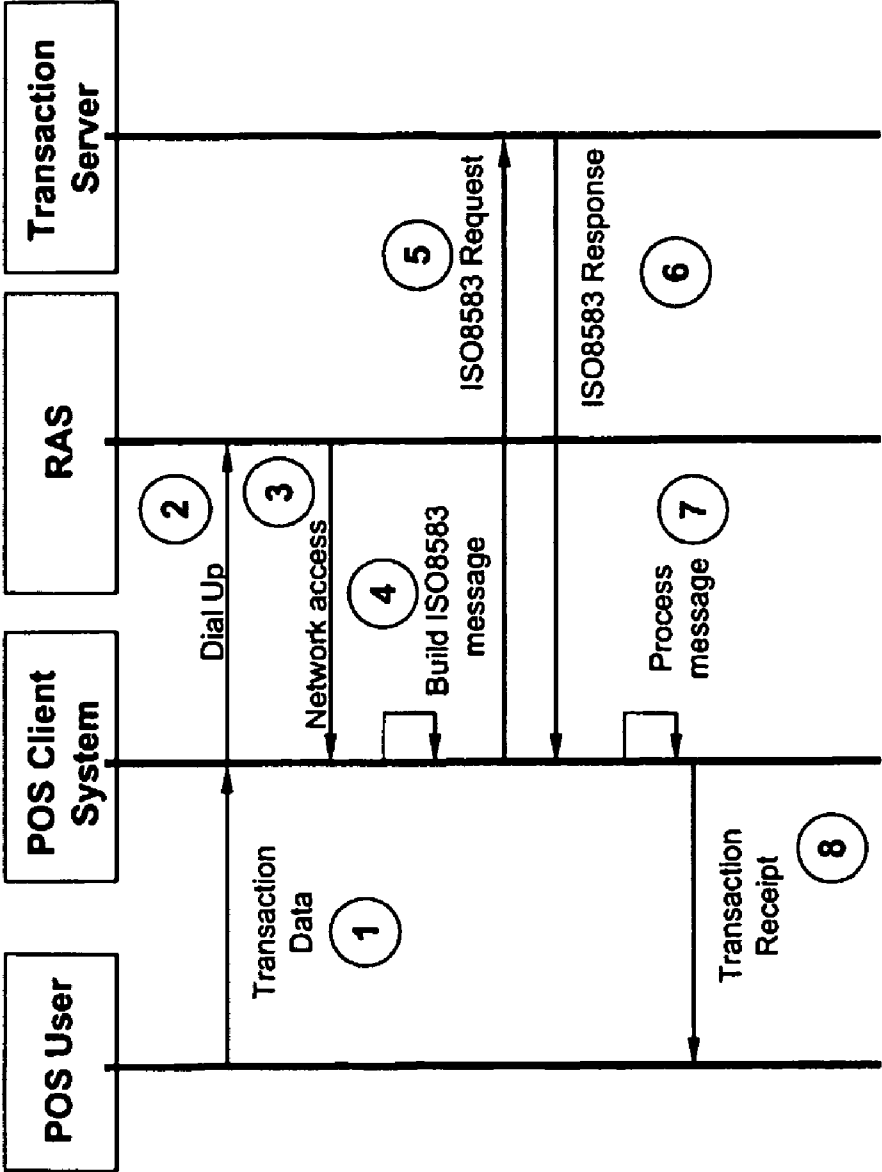 POS User
POS Client
System
RAS
Transaction
Server
Transaction
Data
1
Dial Up
2
Network access
3
4
Build ISO8583
message
5
ISO8583 Request
ISO8583 Response
6
Process
message
7
Transaction
Receipt
8